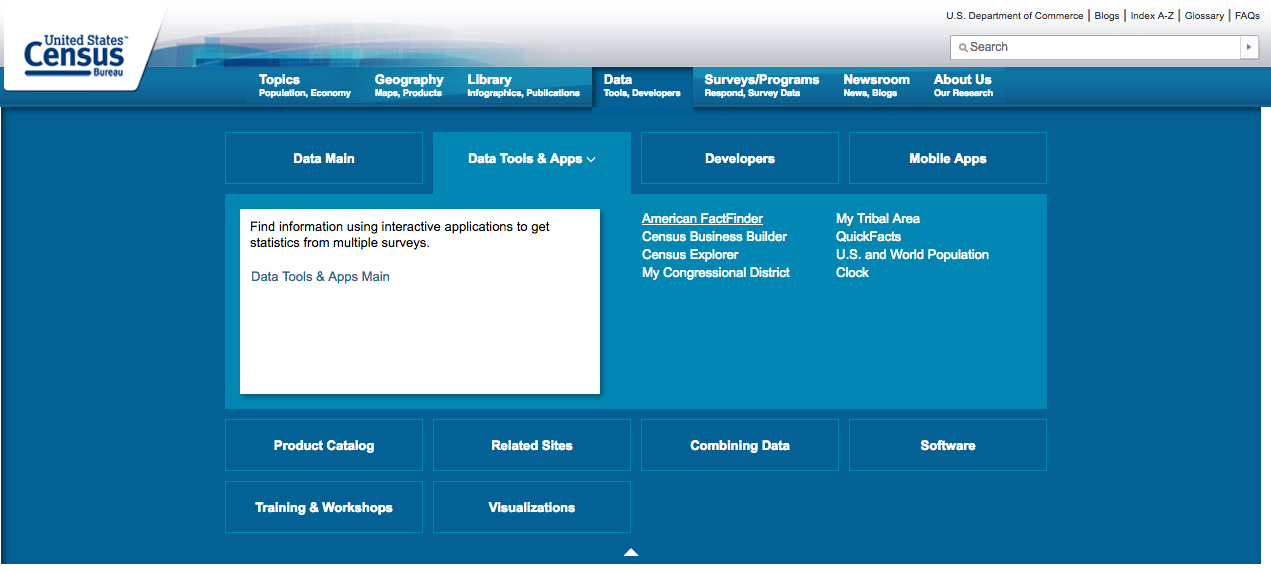 U.S. Department of Commerce | Blogs | Index A-Z | Glossary | FAQs
United States™
Census
Bureau
Search
Topics
Population, Economy
Geography
Maps, Products
Library
Infographics, Publications
Data
Tools, Developers
Surveys/Programs
Respond, Survey Data
Newsroom
News, Blogs
About Us
Our Research
Data Main
Data Tools & Apps
Developers
Mobile Apps
Find information using interactive applications to get
statistics from multiple surveys.
Data Tools & Apps Main
American FactFinder
Census Business Builder
Census Explorer
My Congressional District
My Tribal Area
QuickFacts
U.S. and World Population
Clock
Product Catalog
Related Sites
Combining Data
Software
Training & Workshops
Visualizations